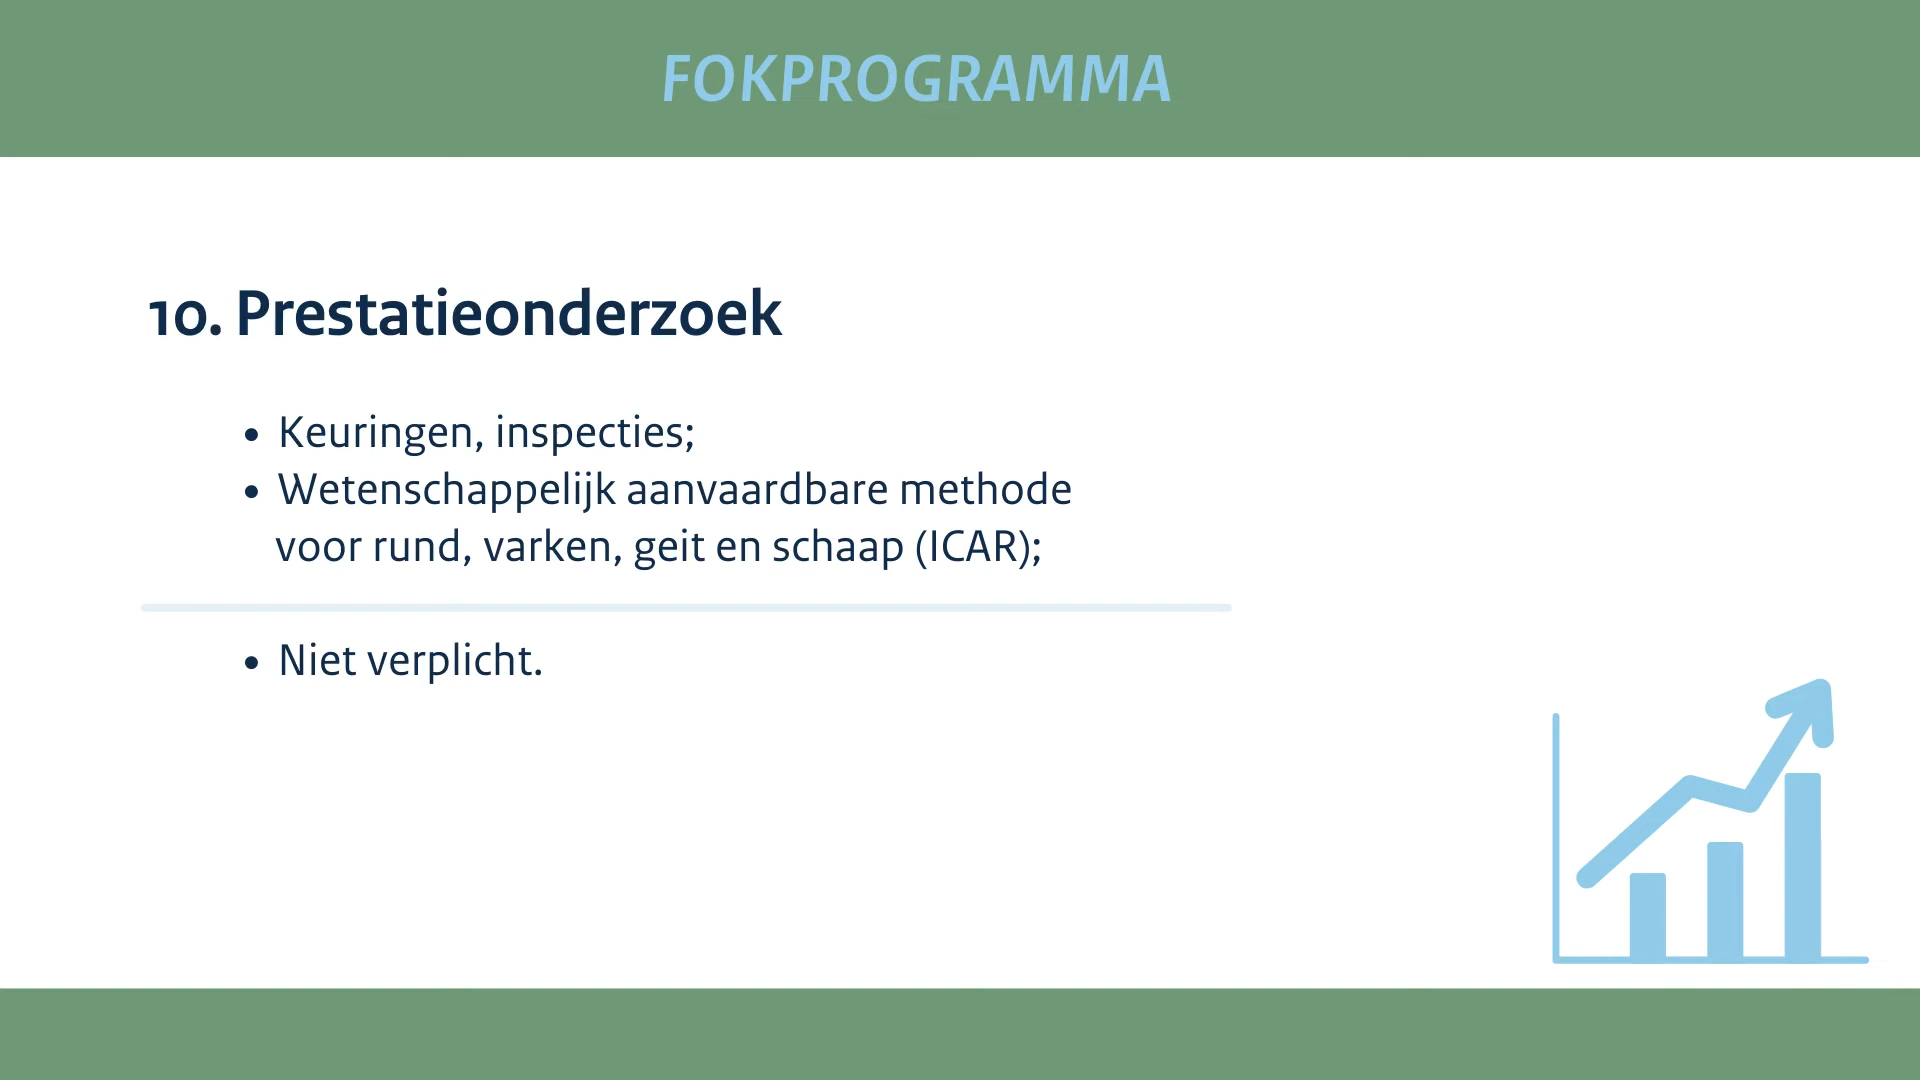 FOKPROGRAMMA
10. Prestatieonderzoek
• Keuringen, inspecties;
• Wetenschappelijk aanvaardbare methode
voor rund, varken, geit en schaap (ICAR);
• Niet verplicht.